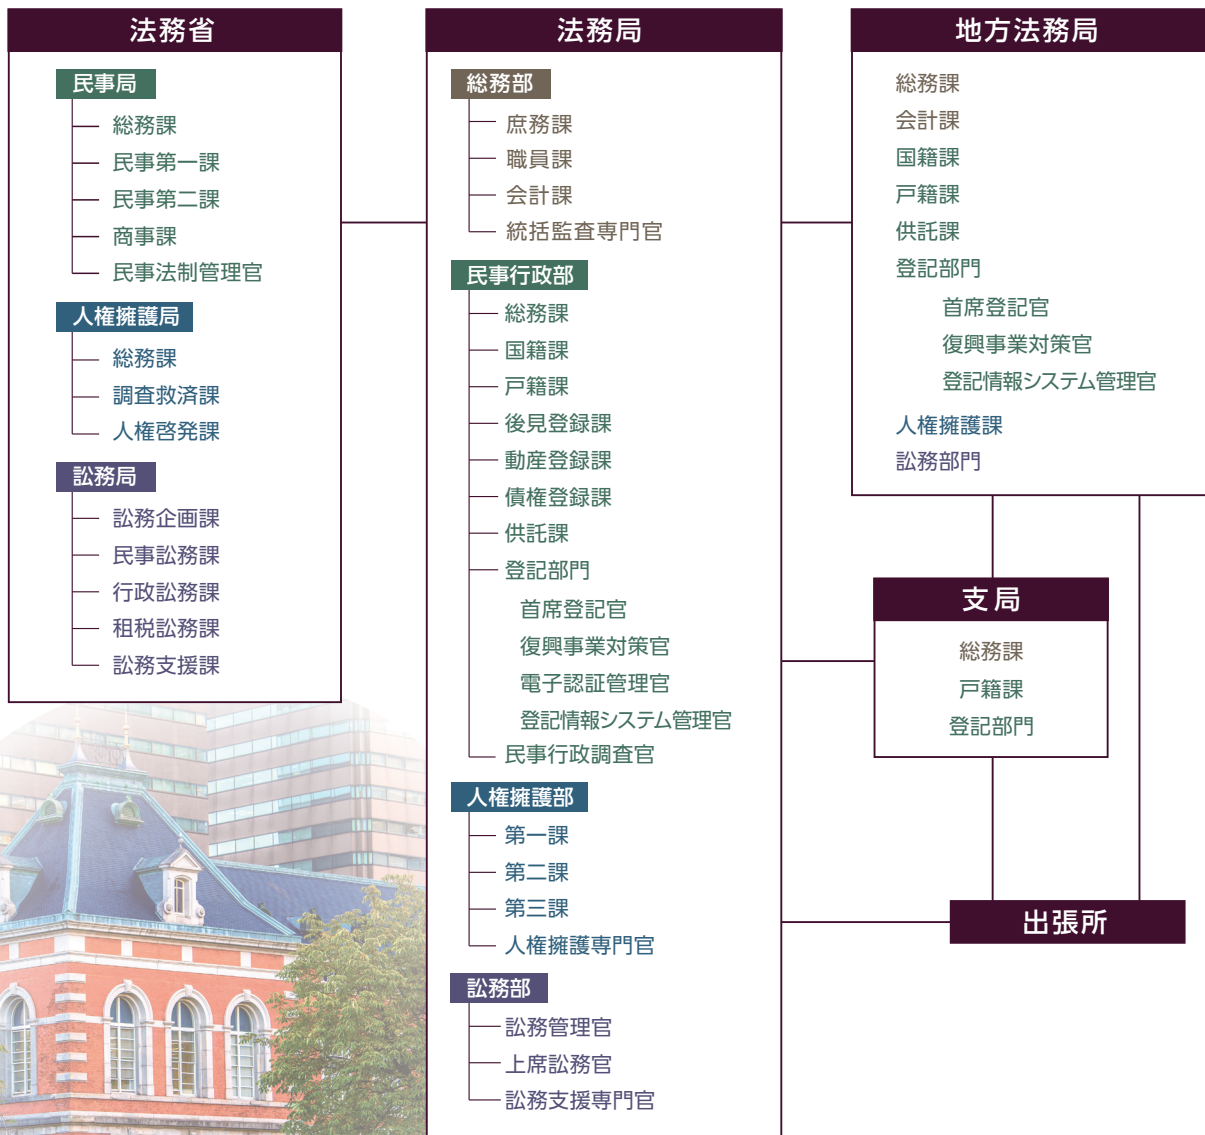 法務省
民事局
総務課
民事第一課
民事第二課
商事課
民事法制管理官
人権擁護局
総務課
調査救済課
人権啓発課
訟務局
訟務企画課
民事訟務課
行政訟務課
租税訟務課
訟務支援課
法務局
総務部
庶務課
職員課
会計課
統括監査専門官
民事行政部
総務課
国籍課
戸籍課
後見登録課
動産登録課
債権登録課
供託課
登記部門
首席登記官
復興事業対策官
電子認証管理官
登記情報システム管理官
民事行政調査官
人権擁護部
第一課
第二課
第三課
人権擁護専門官
訟務部
訟務管理官
上席訟務官
訟務支援専門官
地方法務局
総務課
会計課
国籍課
戸籍課
供託課
登記部門
首席登記官
復興事業対策官
登記情報システム管理官
人権擁護課
訟務部門
支局
総務課
戸籍課
登記部門
出張所